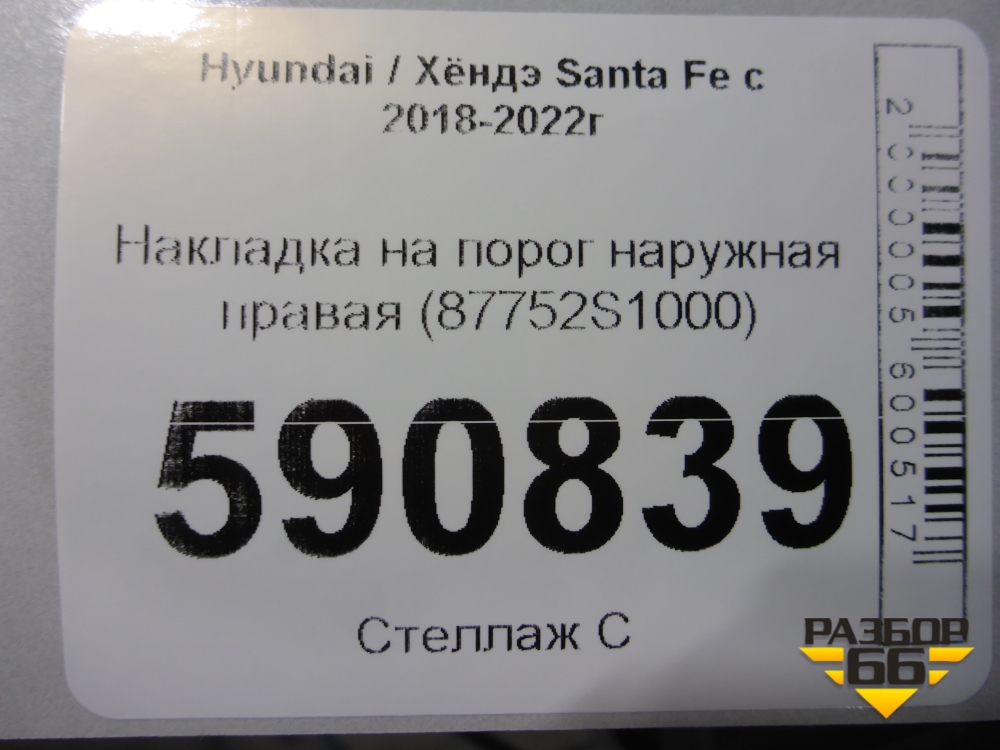 Hyundai / Хёндэ Santa Fe с
2018-2022г
Накладка на порог наружная
правая (87752S1000)
590839
Стеллаж С
2000005600517
РАЗБОР
66